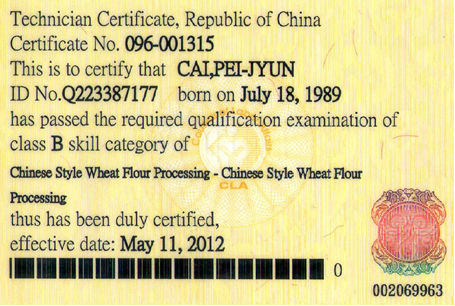 Technician Certificate, Republic of China
Certificate No. 096-001315
This is to certify that CAI,PEI-JYUN
ID No.Q223387177 born on July 18, 1989
has passed the required qualification examination of
class B skill category of
Chinese Style Wheat Flour Processing - Chinese Style Wheat Flour
Processing
thus has been duly certified,
effective date: May 11, 2012
0
002069963
CLA